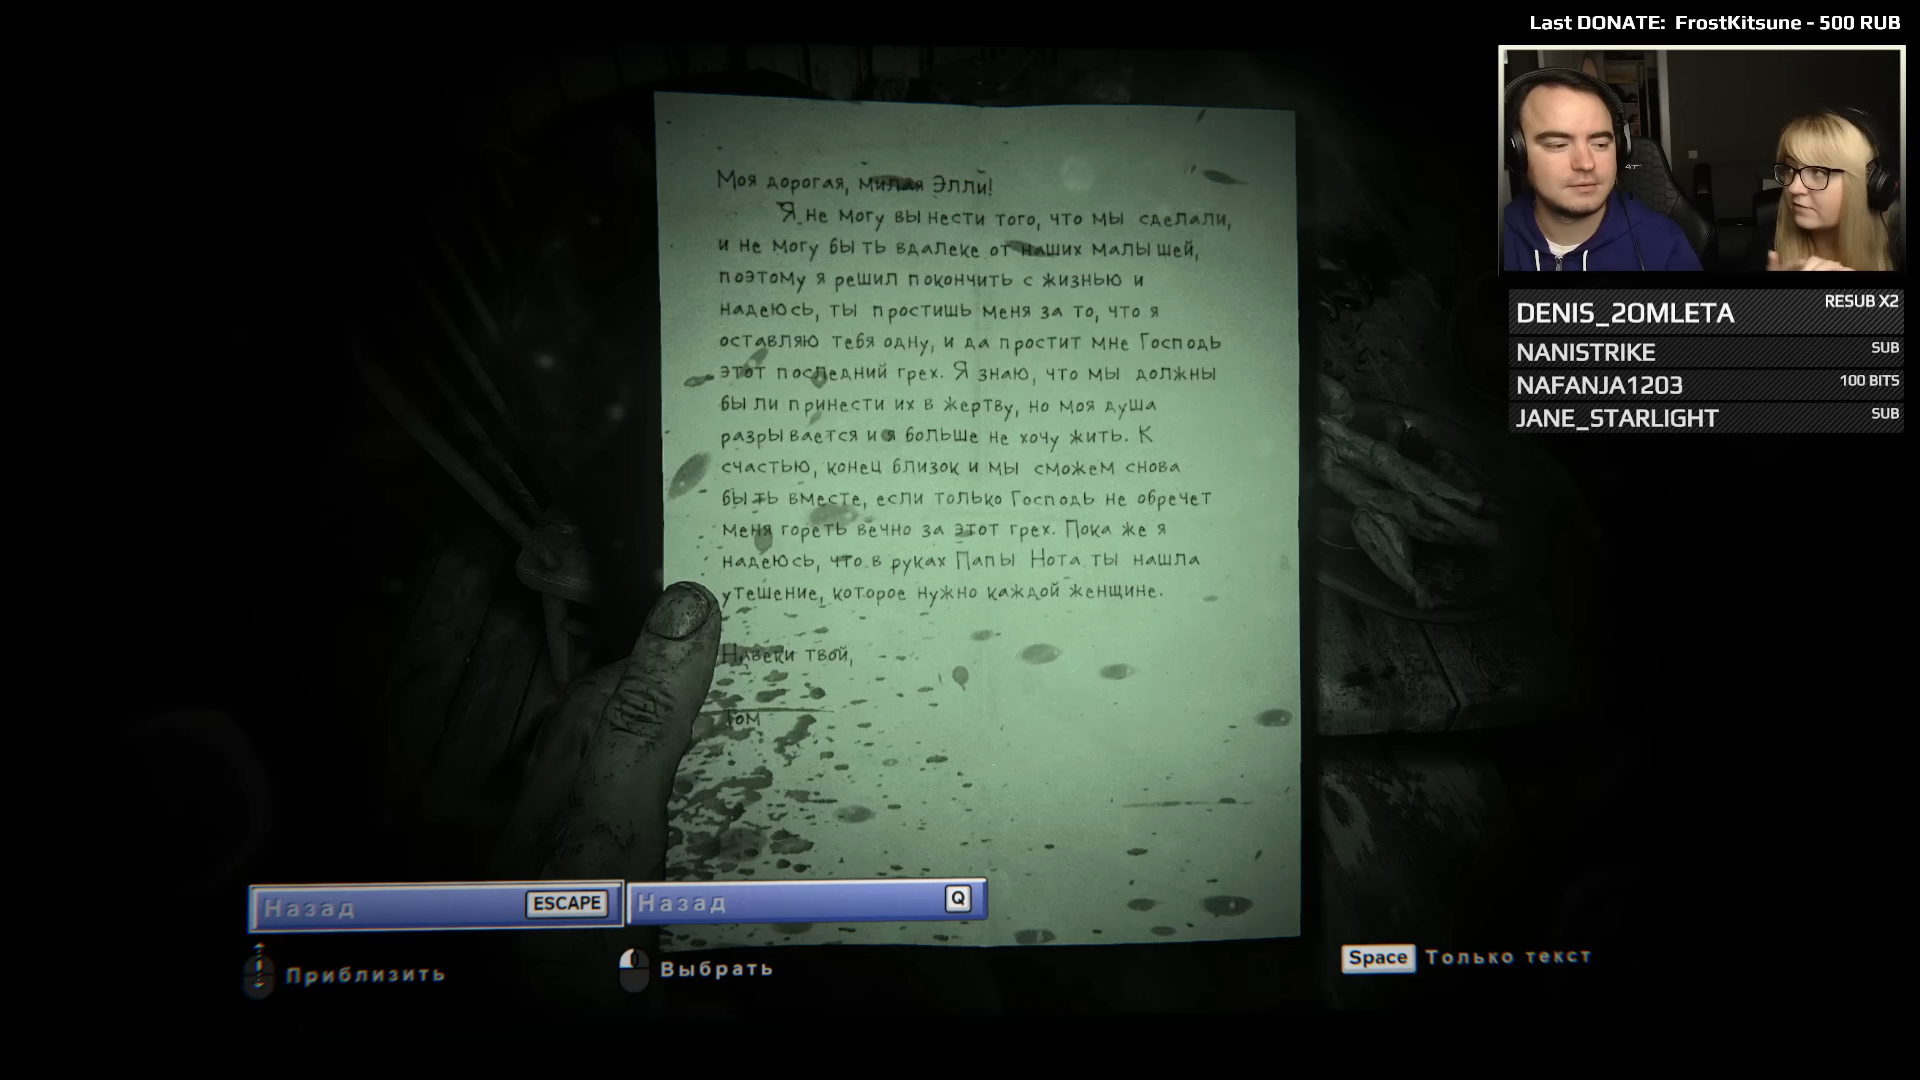 Last DONATE: FrostKitsune - 500 RUB
Моя дорогая, милая Элли!
Я не могу вынести того, что мы сделали,
и не могу быть вдалеке от наших малышей,
поэтому я решил покончить с жизнью и
надеюсь, ты простишь меня за то, что я
оставляю тебя одну, и да простит мне Господь
этот последний грех. Я знаю, что мы должны
были принести их в жертву, но моя душа
разрывается и я больше не хочу жить. К
счастью, конец близок и мы сможем снова
быть вместе, если только Господь не обречет
меня гореть вечно за этот грех. Пока же я
надеюсь, что в руках Папы Нота ты нашла
утешение, которое нужно каждой женщине.
Навеки твой,
Том
DENIS_20MLETA RESUB X2
NANISTRIKE SUB
NAFANJA1203 100 BITS
JANE_STARLIGHT SUB
Назад ESCAPE Назад Q
Приблизить Выбрать Space Только текст